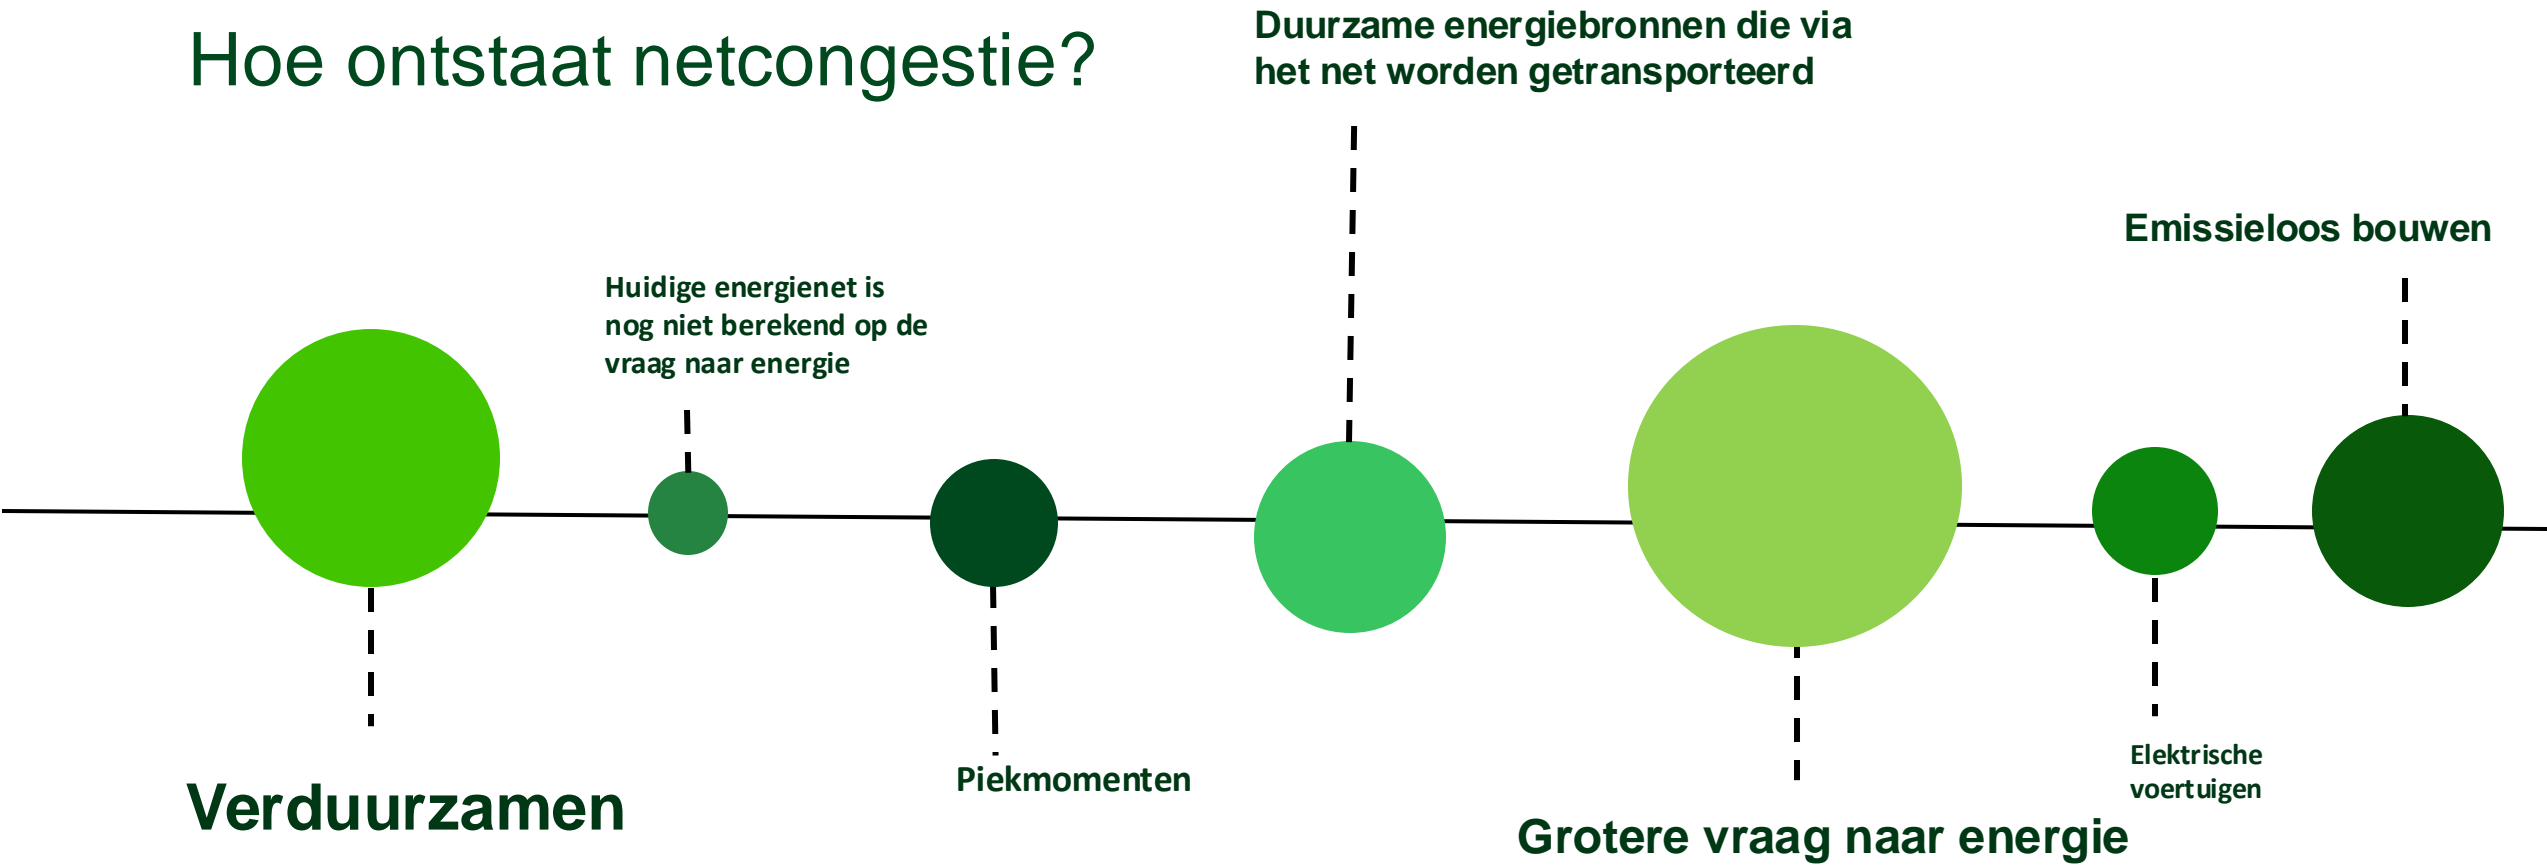 Hoe ontstaat netcongestie?
Duurzame energiebronnen die via
het net worden getransporteerd
Emissieloos bouwen
Huidige energienet is
nog niet berekend op de
vraag naar energie
Verduurzamen
Piekmomenten
Grotere vraag naar energie
Elektrische
voertuigen